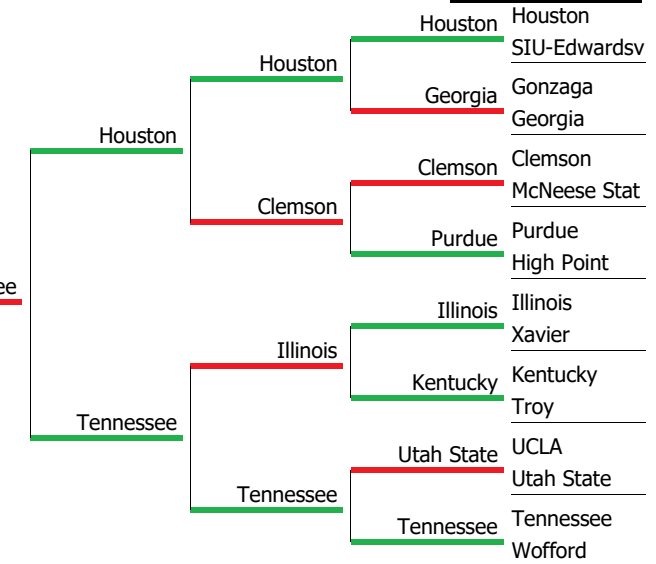 Houston
Houston
SIU-Edwardsv
Houston
Georgia
Gonzaga
Georgia
Houston
Clemson
Clemson
McNeese Stat
Clemson
Purdue
Purdue
High Point
ee
Illinois
Illinois
Xavier
Illinois
Kentucky
Kentucky
Troy
Tennessee
Utah State
UCLA
Utah State
Tennessee
Tennessee
Tennessee
Wofford